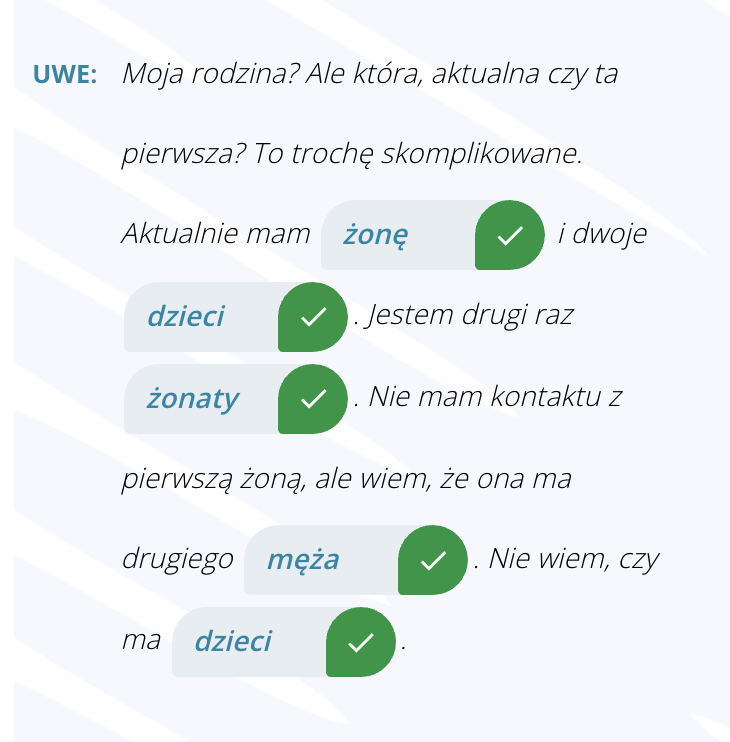 UWE: Moja rodzina? Ale która, aktualna czy ta
pierwsza? To trochę skomplikowane.
Aktualnie mam żonę i dwoje
dzieci . Jestem drugi raz
żonaty . Nie mam kontaktu z
pierwszą żoną, ale wiem, że ona ma
drugiego męża . Nie wiem, czy
ma dzieci .